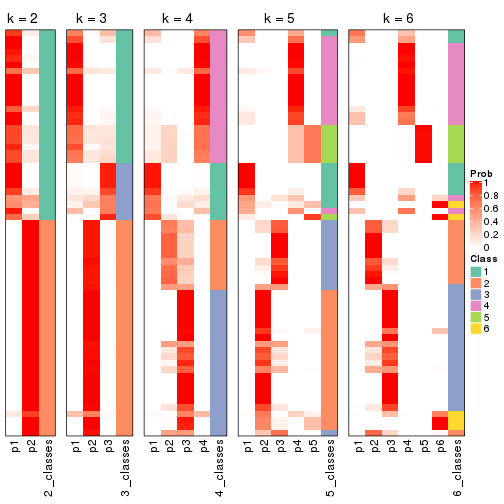 k = 2
k = 3
k = 4
k = 5
k = 6
Prob
1
0.8
0.6
0.4
0.2
0
Class
1
2
3
4
5
6
p1
p2
2_classes
p1
p2
p3
3_classes
p1
p2
p3
p4
4_classes
p1
p2
p3
p4
p5
5_classes
p1
p2
p3
p4
p5
p6
6_classes